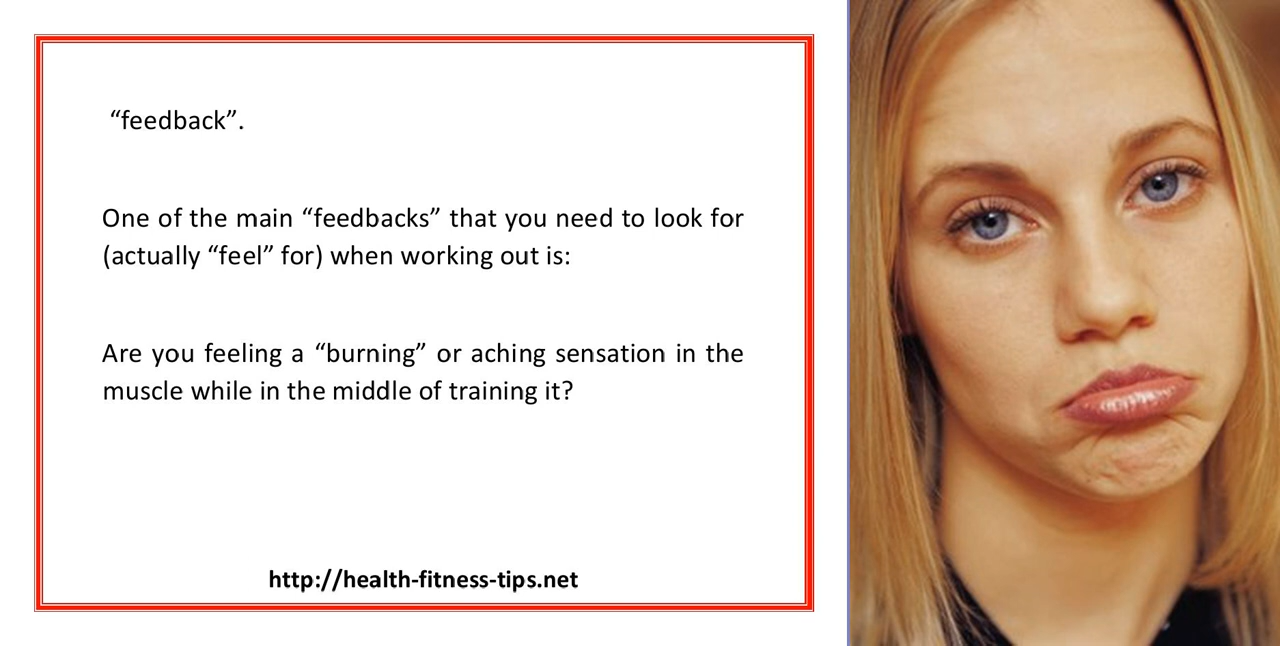 “feedback”.
One of the main “feedbacks” that you need to look for
(actually “feel” for) when working out is:
Are you feeling a “burning” or aching sensation in the
muscle while in the middle of training it?
http://health-fitness-tips.net